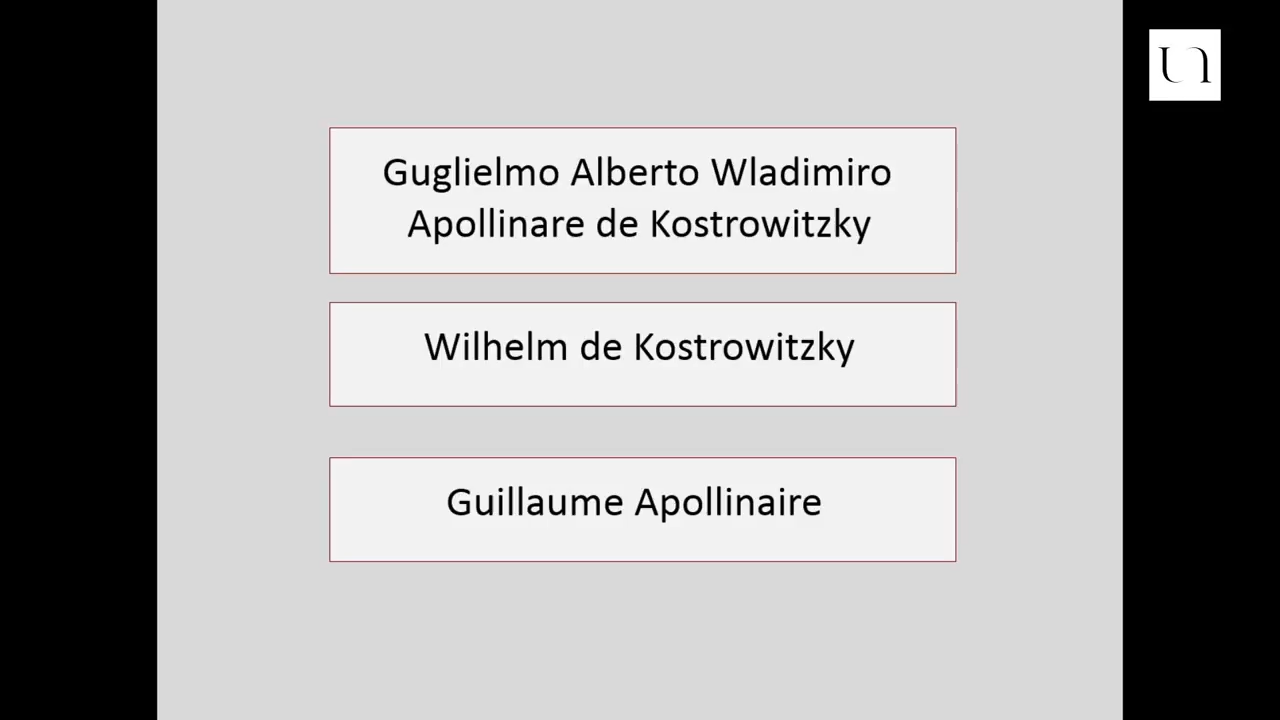 Guglielmo Alberto Wladimiro
Apollinare de Kostrowitzky
Wilhelm de Kostrowitzky
Guillaume Apollinaire